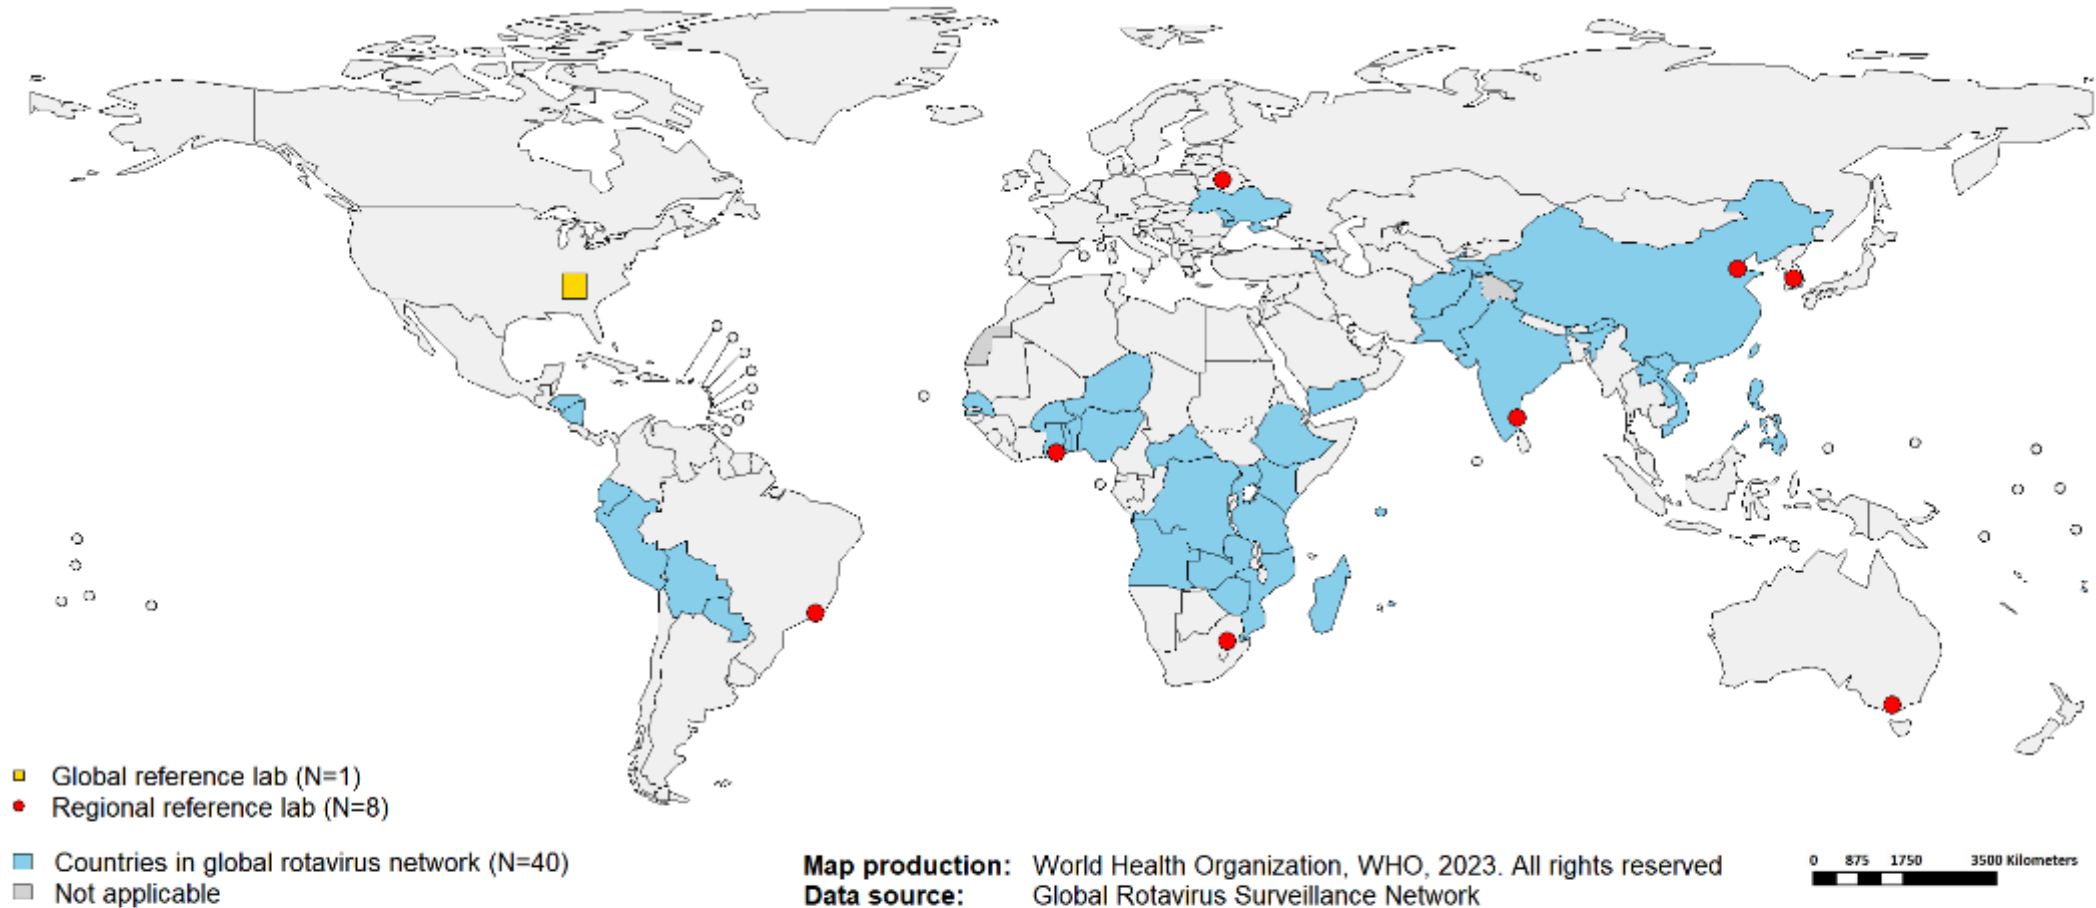 Global reference lab (N=1)
Regional reference lab (N=8)
Countries in global rotavirus network (N=40)
Not applicable
Map production: World Health Organization, WHO, 2023. All rights reserved
Data source: Global Rotavirus Surveillance Network
0 875 1750 3500 Kilometers